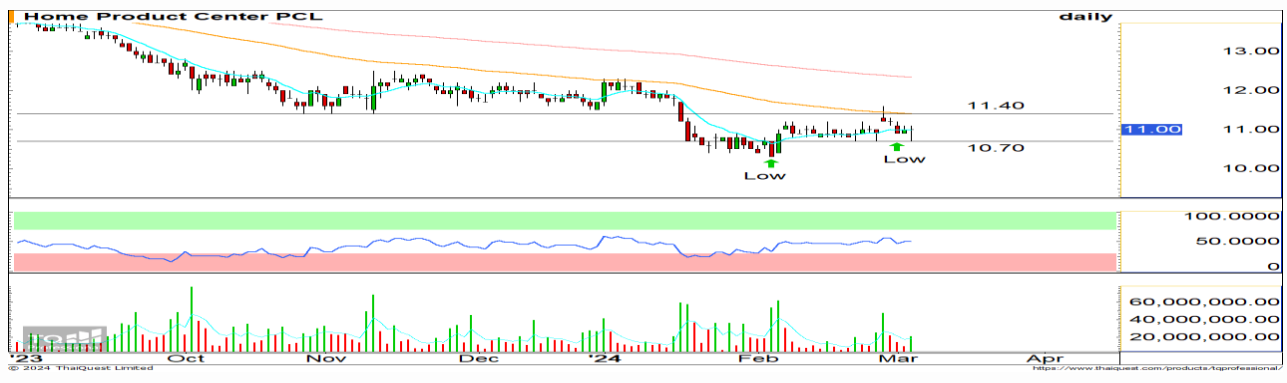 Home Product Center PCL daily
13.00
12.00
11.40
11.00
10.70
10.00
Low
Low
100.0000
50.0000
0
60,000,000.00
40,000,000.00
20,000,000.00
'23 Oct Nov Dec '24 Feb Mar Apr
© 2024 ThaiQuest Limited https://www.thaiquest.com/products/tqprofessional/